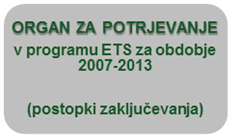 ORGAN ZA POTRJEVANJE
v programu ETS za obdobje
2007-2013
(postopki zaključevanja)